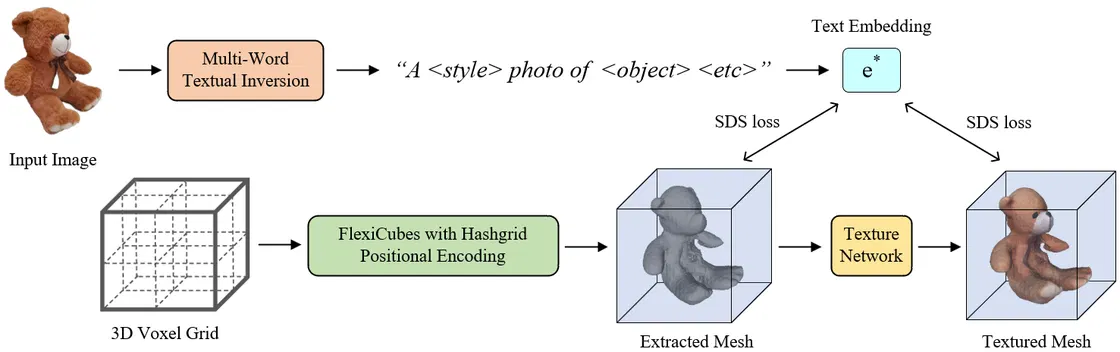 Text Embedding
Multi-Word
Textual Inversion
“A <style> photo of <object> <etc>”
e*
SDS loss
SDS loss
Input Image
FlexiCubes with Hashgrid
Positional Encoding
Texture
Network
3D Voxel Grid
Extracted Mesh
Textured Mesh